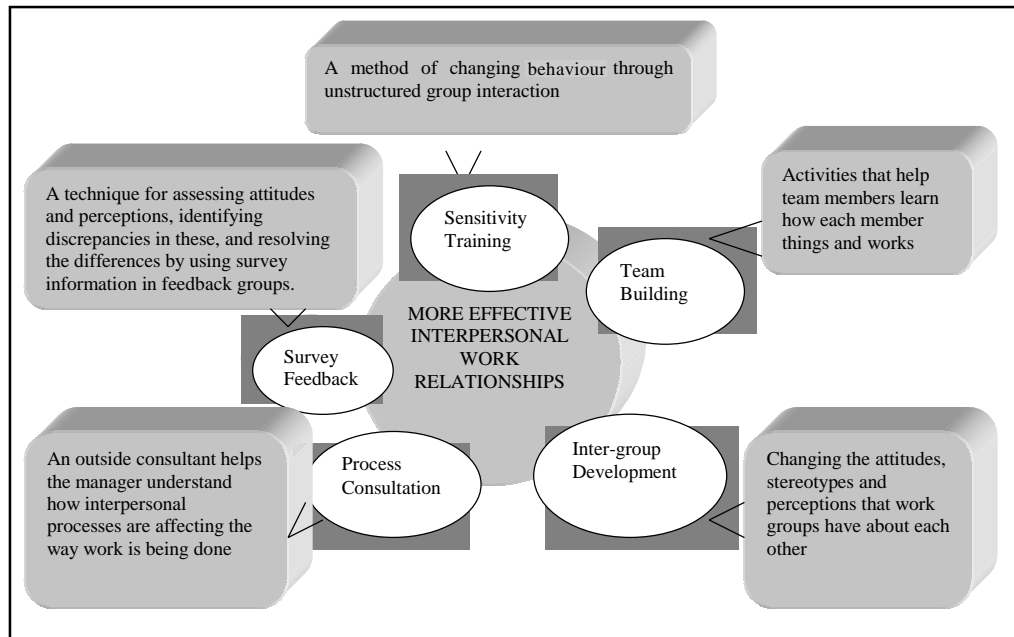 A method of changing behaviour through
unstructured group interaction
A technique for assessing attitudes
and perceptions, identifying
discrepancies in these, and resolving
the differences by using survey
information in feedback groups.
Sensitivity
Training
Activities that help
team members learn
how each member
things and works
Team
Building
MORE EFFECTIVE
INTERPERSONAL
WORK
RELATIONSHIPS
Survey
Feedback
An outside consultant helps
the manager understand
how interpersonal
processes are affecting the
way work is being done
Process
Consultation
Inter-group
Development
Changing the attitudes,
stereotypes and
perceptions that work
groups have about each
other